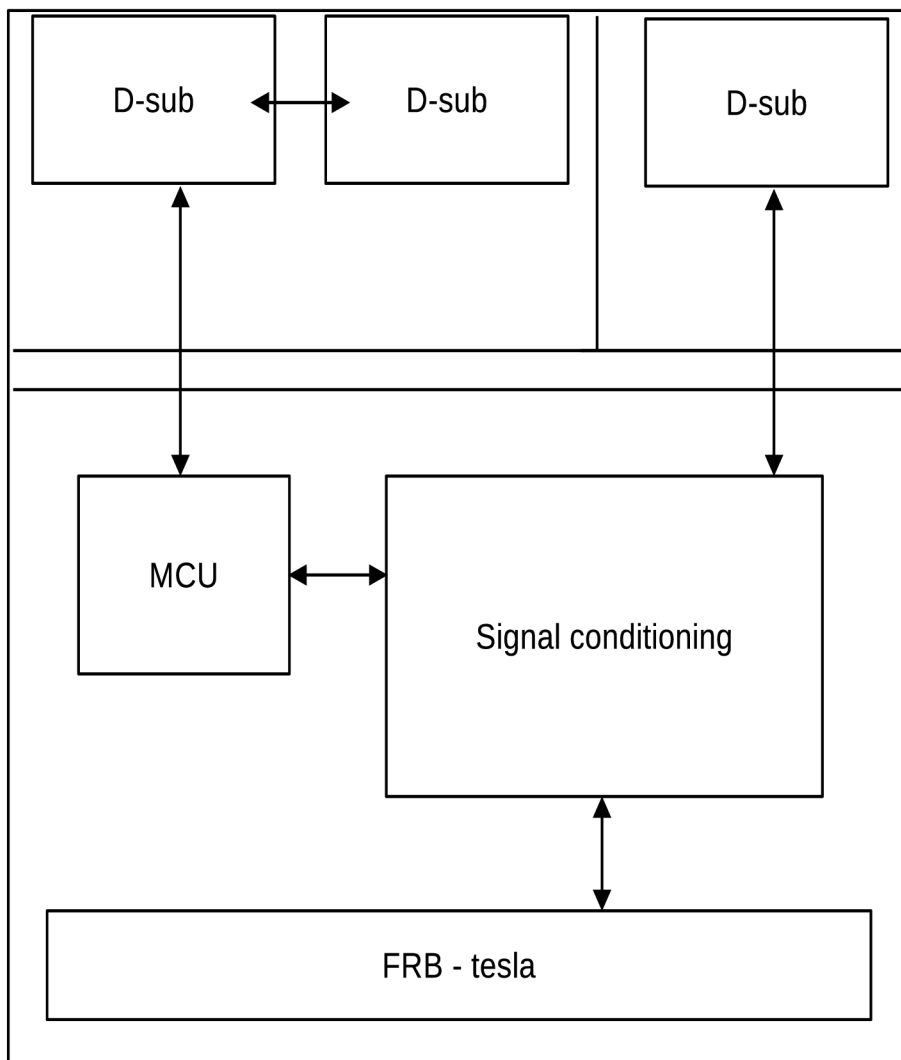 D-sub
D-sub
D-sub
MCU
Signal conditioning
FRB - tesla